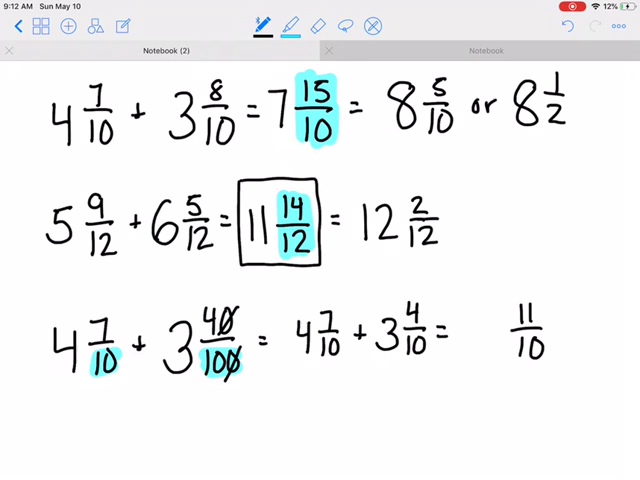 9:12 AM Sun May 10 12%
Notebook (2) Notebook
4 7/10 + 3 8/10 = 7 15/10 = 8 5/10 or 8 1/2
5 9/12 + 6 5/12 = 11 14/12 = 12 2/12
4 7/10 + 3 40/100 = 4 7/10 + 3 4/10 = 11/10